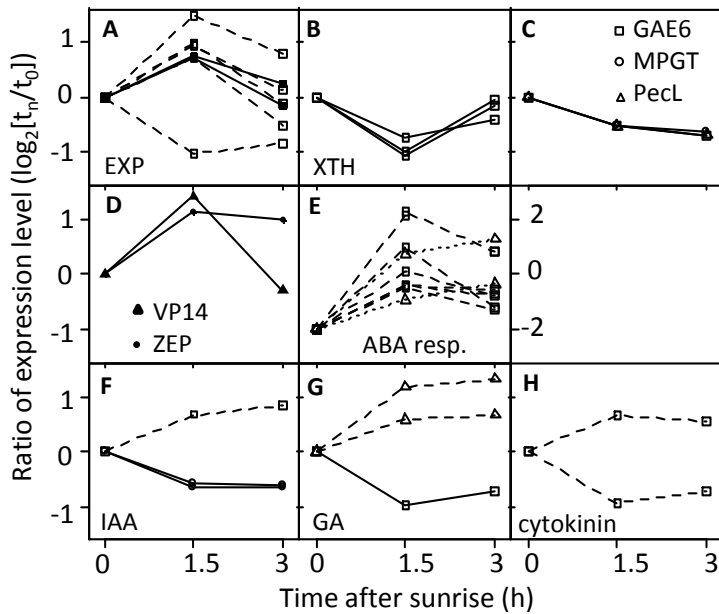 Ratio of expression level (log2[tn/t0])
A
B
C
GAE6
MPGT
PecL
1
0
-1
EXP
XTH
D
E
2
0
-2
1
0
-1
VP14
ZEP
ABA resp.
F
G
H
1
0
-1
IAA
GA
cytokinin
0 1.5 3 0 1.5 3 0 1.5 3
Time after sunrise (h)